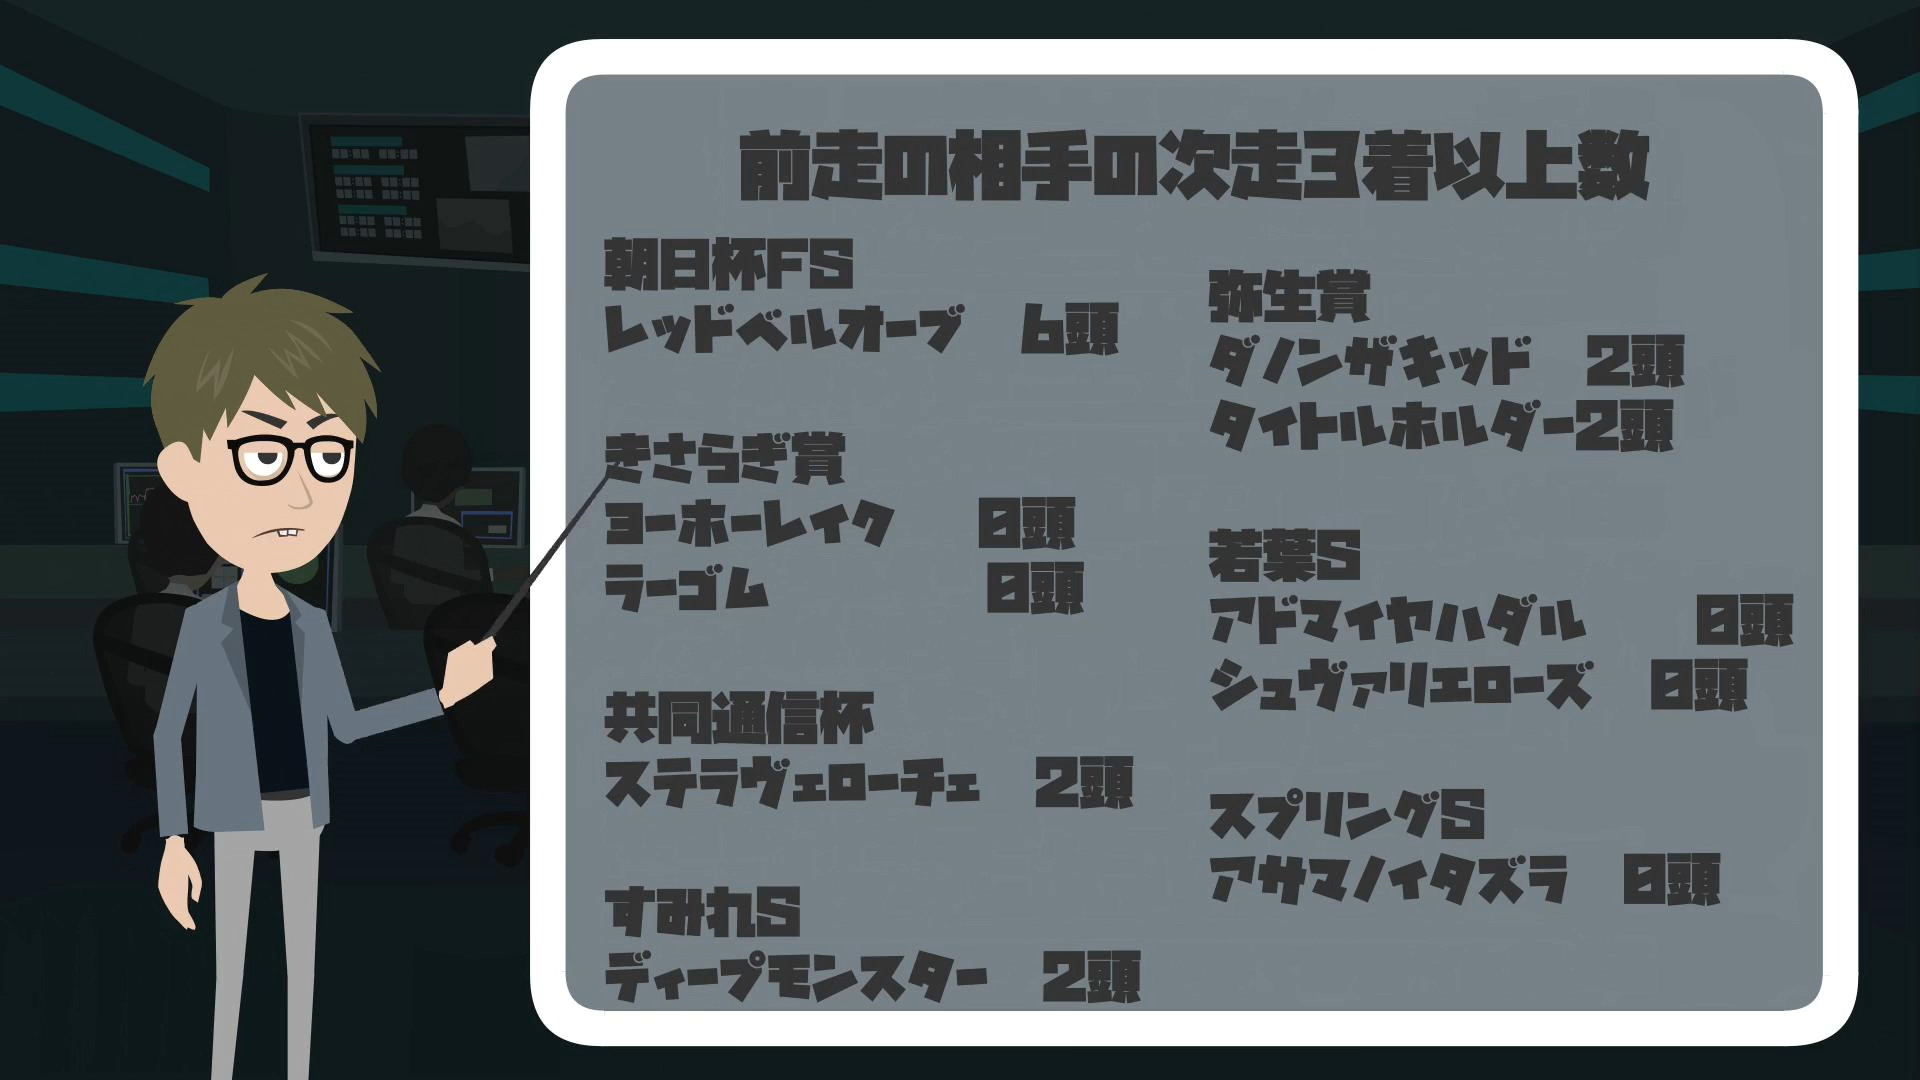 前走の相手の次走3着以上数
朝日杯FS
レッドベルオーブ 6頭
きさらぎ賞
ヨーホーレイク 0頭
ラーゴム 0頭
共同通信杯
ステラヴェローチェ 2頭
すみれS
ディープモンスター 2頭
弥生賞
ダノンザキッド 2頭
タイトルホルダー2頭
若葉S
アドマイヤハダル 0頭
シュヴァリエローズ 0頭
スプリングS
アサマノイタズラ 0頭